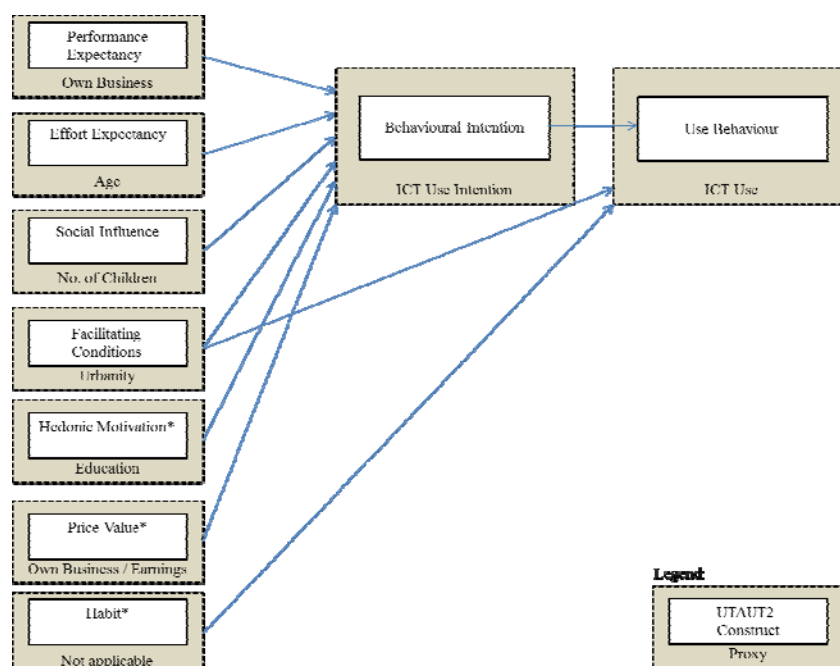 Performance
Expectancy
Own Business
Effort Expectancy
Age
Social Influence
No. of Children
Facilitating
Conditions
Urbanity
Hedonic Motivation*
Education
Price Value*
Own Business / Earnings
Habit*
Not applicable
Behavioural Intention
ICT Use Intention
Use Behaviour
ICT Use
Legend:
UTAUT2
Construct
Proxy